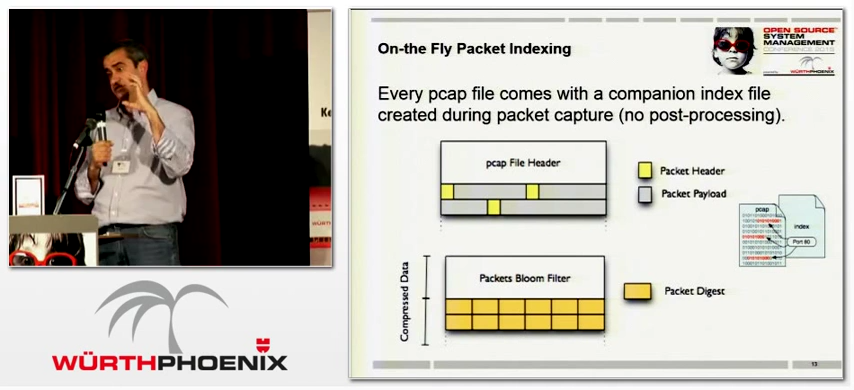 On-the Fly Packet Indexing
OPEN SOURCE
SYSTEM
MANAGEMENT
CONFERENCE
WÜRTHPHOENIX
Every pcap file comes with a companion index file
created during packet capture (no post-processing).
pcap File Header
Packet Header
Packet Payload
pcap
index
Port 80
Compressed Data
Packets Bloom Filter
Packet Digest
13
Ke
WÜRTHPHOENIX